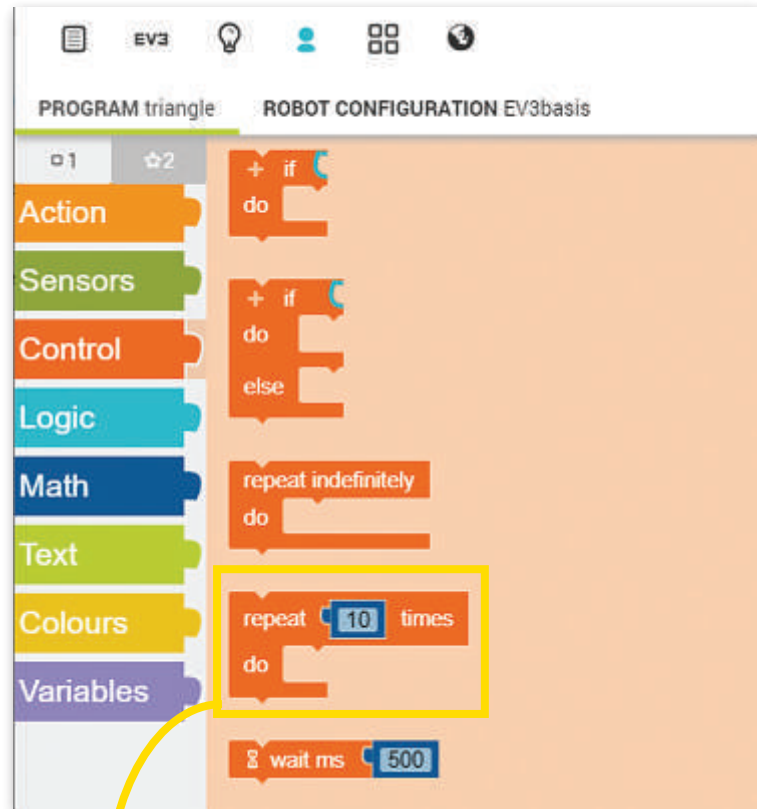 EV3
PROGRAM triangle ROBOT CONFIGURATION EV3basis
1 2
Action
Sensors
Control
Logic
Math
Text
Colours
Variables
+ if
do
+ if
do
else
repeat indefinitely
do
repeat 10 times
do
wait ms 500